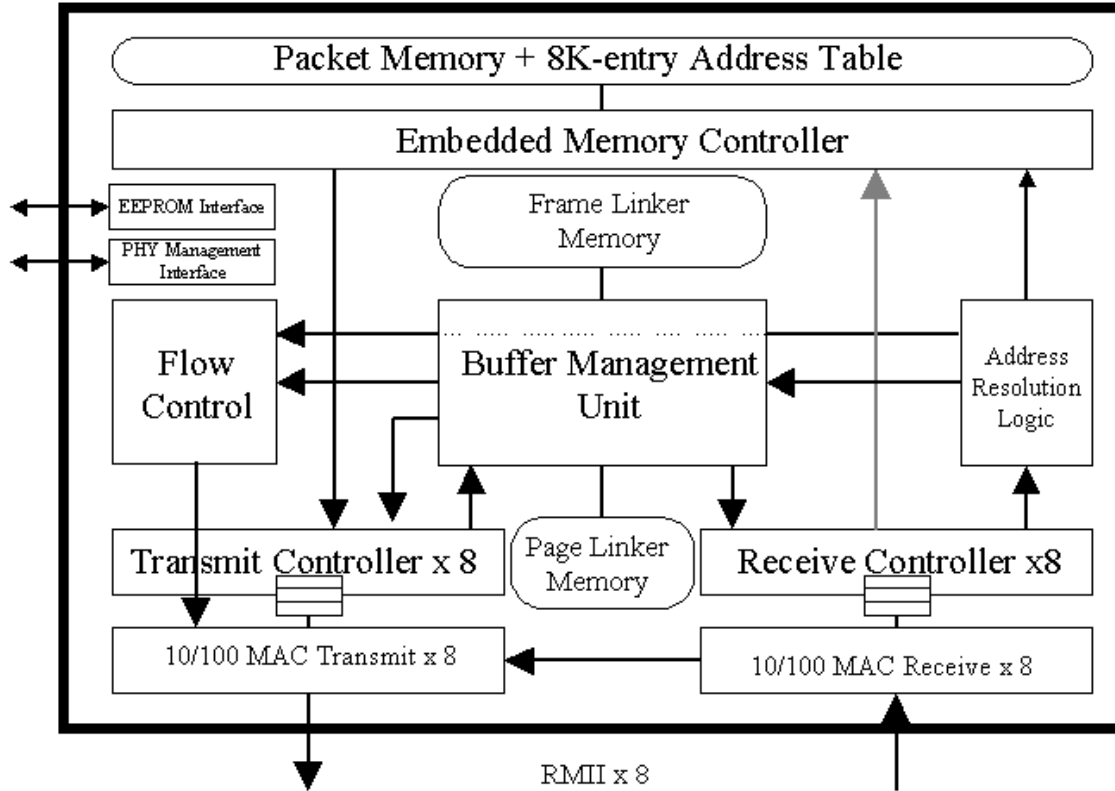 Packet Memory + 8K-entry Address Table
Embedded Memory Controller
EEPROM Interface
PHY Management
Interface
Frame Linker
Memory
Flow
Control
Buffer Management
Unit
Address
Resolution
Logic
Transmit Controller x 8
Page Linker
Memory
Receive Controller x8
10/100 MAC Transmit x 8
10/100 MAC Receive x 8
RMII x 8